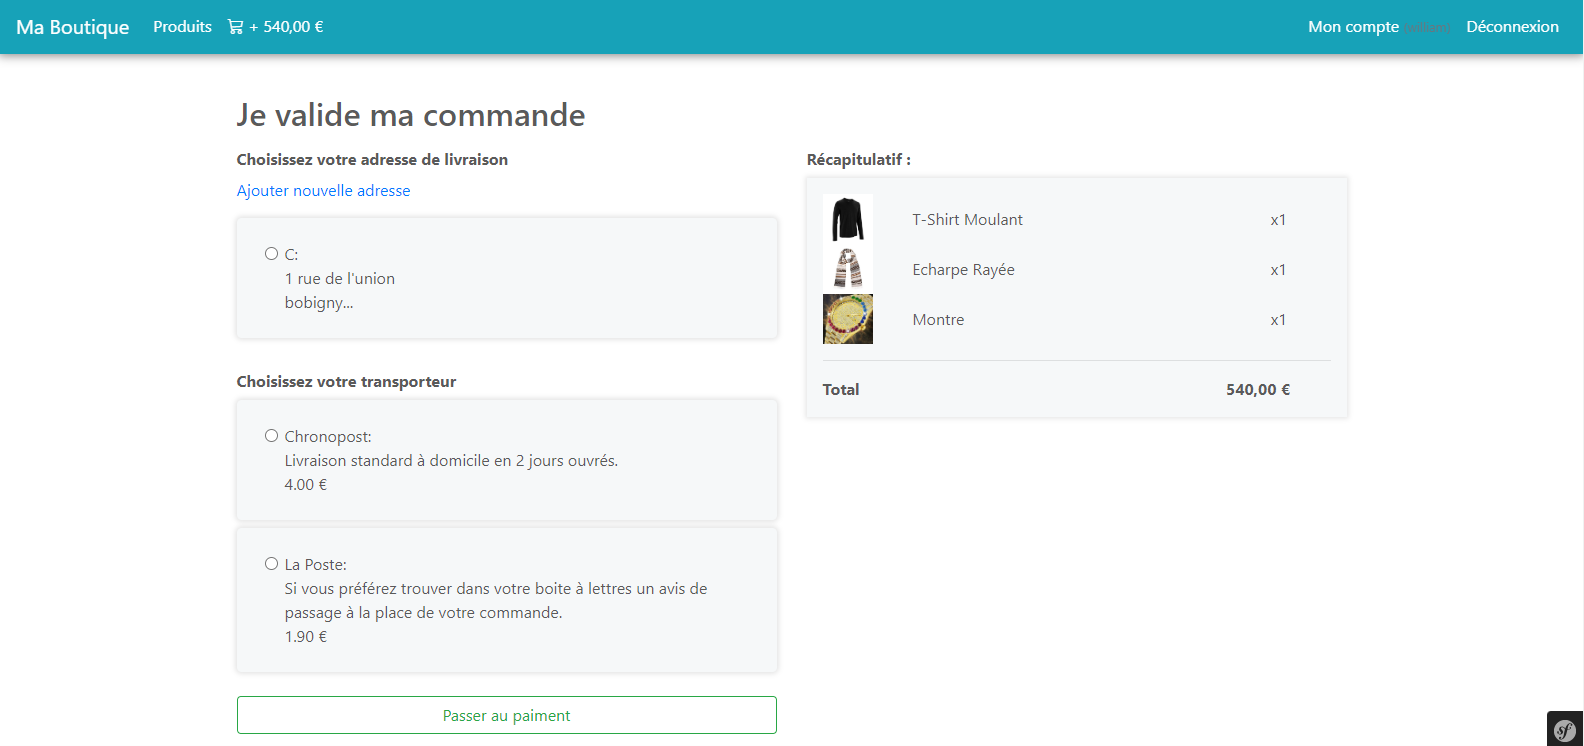 Ma Boutique Produits + 540,00 € Mon compte Déconnexion
Je valide ma commande
Choisissez votre adresse de livraison
Ajouter nouvelle adresse
C:
1 rue de l'union
bobigny...
Choisissez votre transporteur
Chronopost:
Livraison standard à domicile en 2 jours ouvrés.
4.00 €
La Poste:
Si vous préférez trouver dans votre boite à lettres un avis de
passage à la place de votre commande.
1.90 €
Passer au paiment
Récapitulatif :
T-Shirt Moulant x1
Echarpe Rayée x1
Montre x1
Total 540,00 €
sf